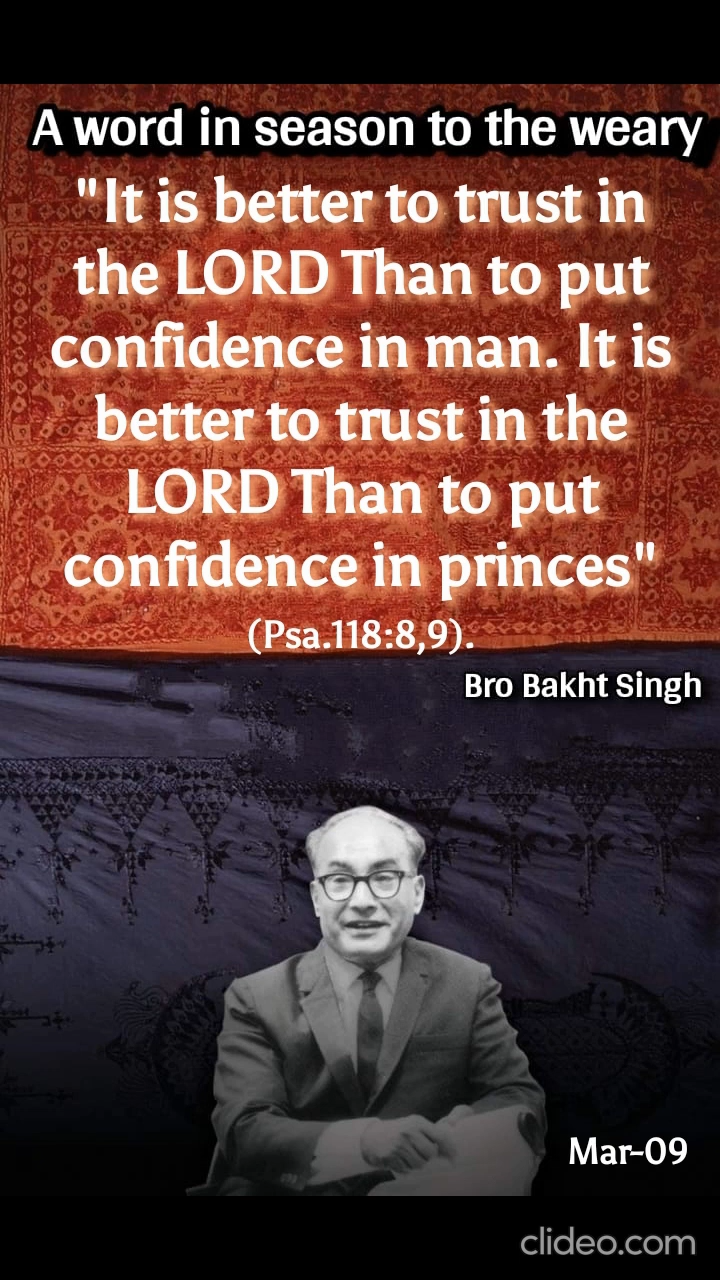 A word in season to the weary
"It is better to trust in
the LORD Than to put
confidence in man. It is
better to trust in the
LORD Than to put
confidence in princes"
(Psa.118:8,9).
Bro Bakht Singh
Mar-09
clideo.com